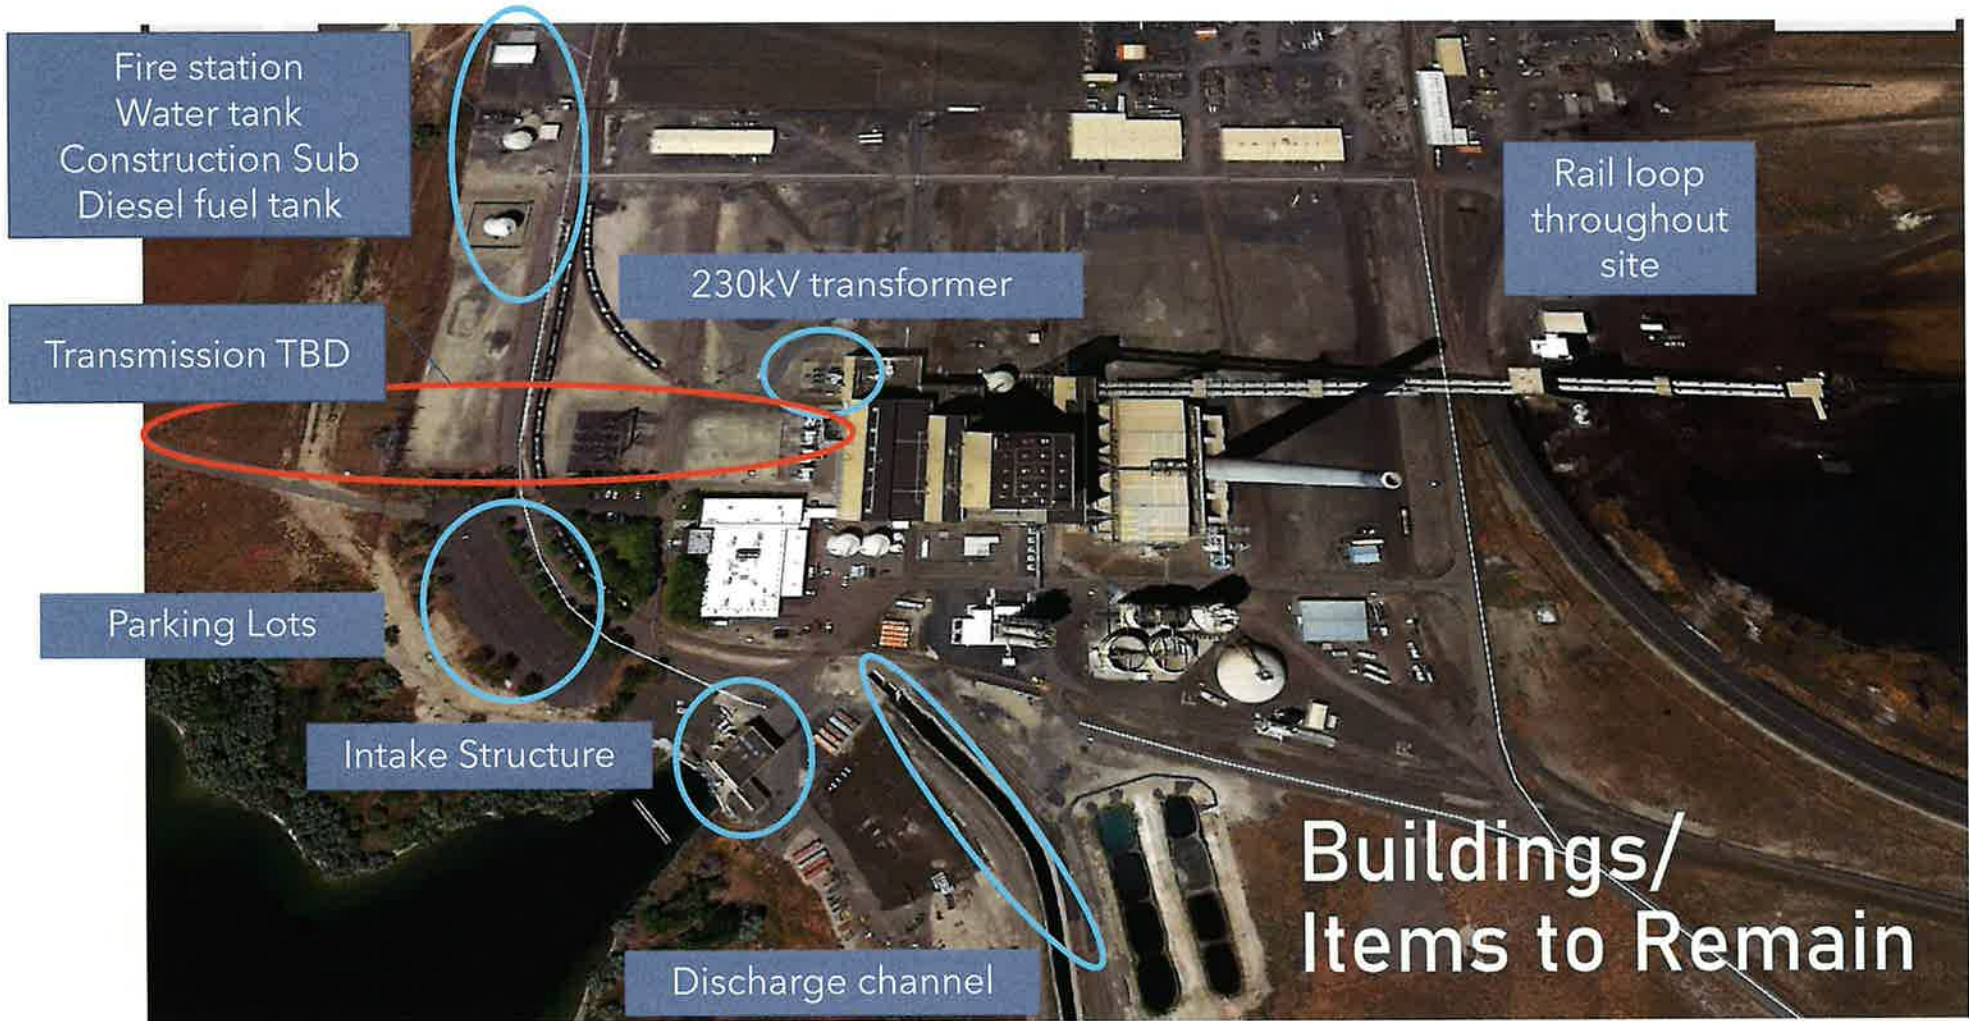 Fire station
Water tank
Construction Sub
Diesel fuel tank
Rail loop
throughout
site
230kV transformer
Transmission TBD
Parking Lots
Intake Structure
Discharge channel
Buildings/
Items to Remain